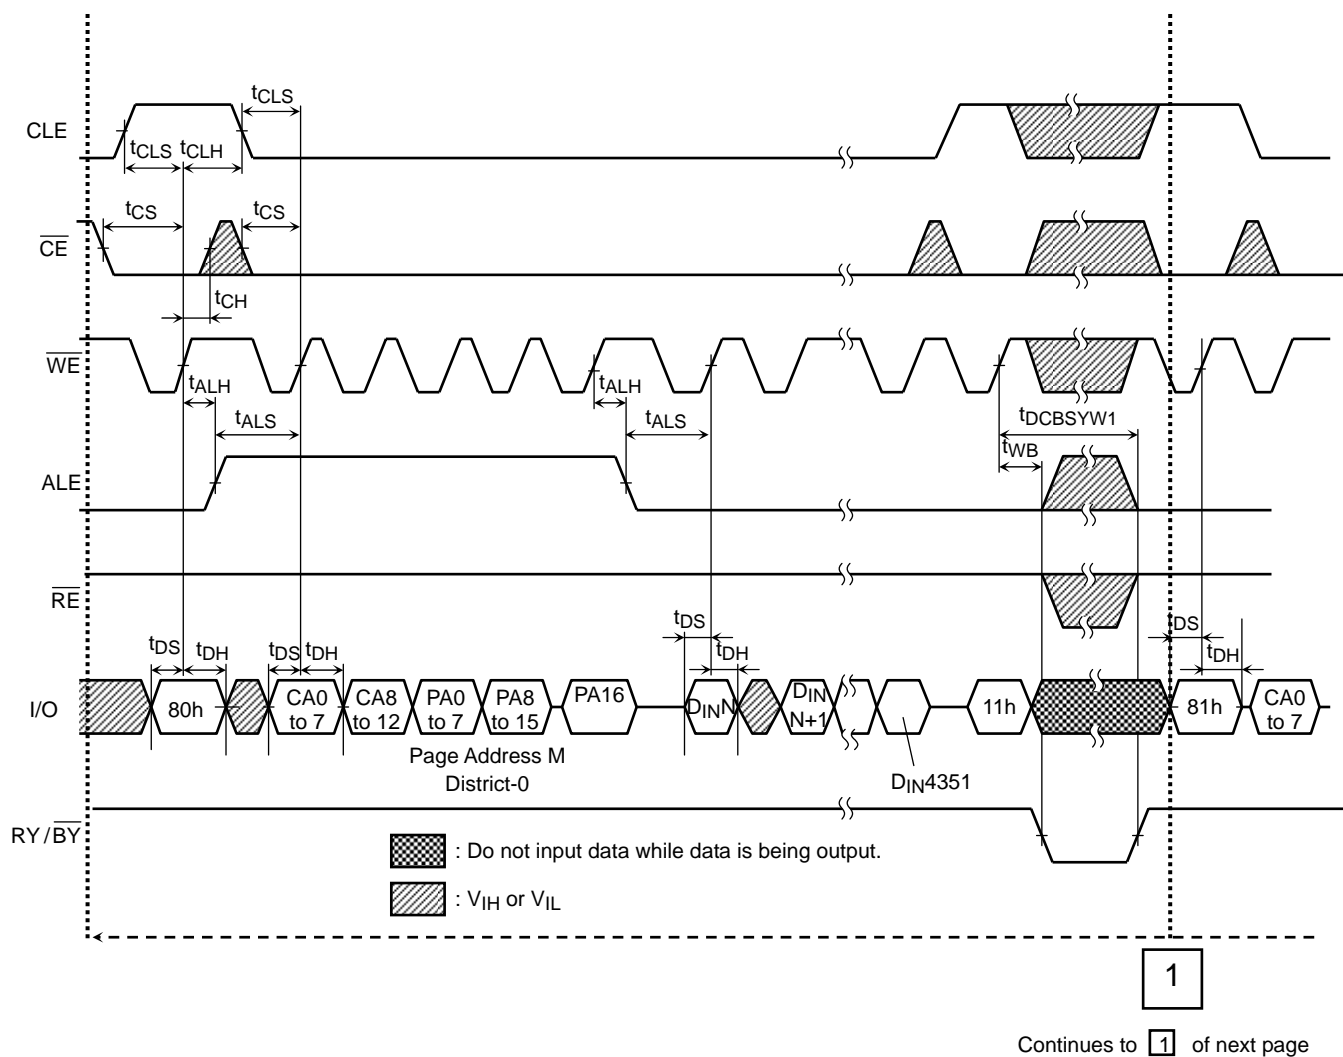 tCLS
CLE
tCLS
tCLH
tCS
tCS
CE
tCH
WE
tALH
tALH
tALS
tALS
tDCBSYW1
tWB
ALE
RE
tDS
tDH
tDS
tDH
tDS
tDH
DS
tDH
I/O
80h
CA0
to 7
CA8
to 12
PA0
to 7
PA8
to 15
PA16
DINN
DIN
N+1
11h
81h
CA0
to 7
Page Address M
District-0
DIN4351
RY/BY
: Do not input data while data is being output.
: VIH or VIL
1
Continues to 1 of next page